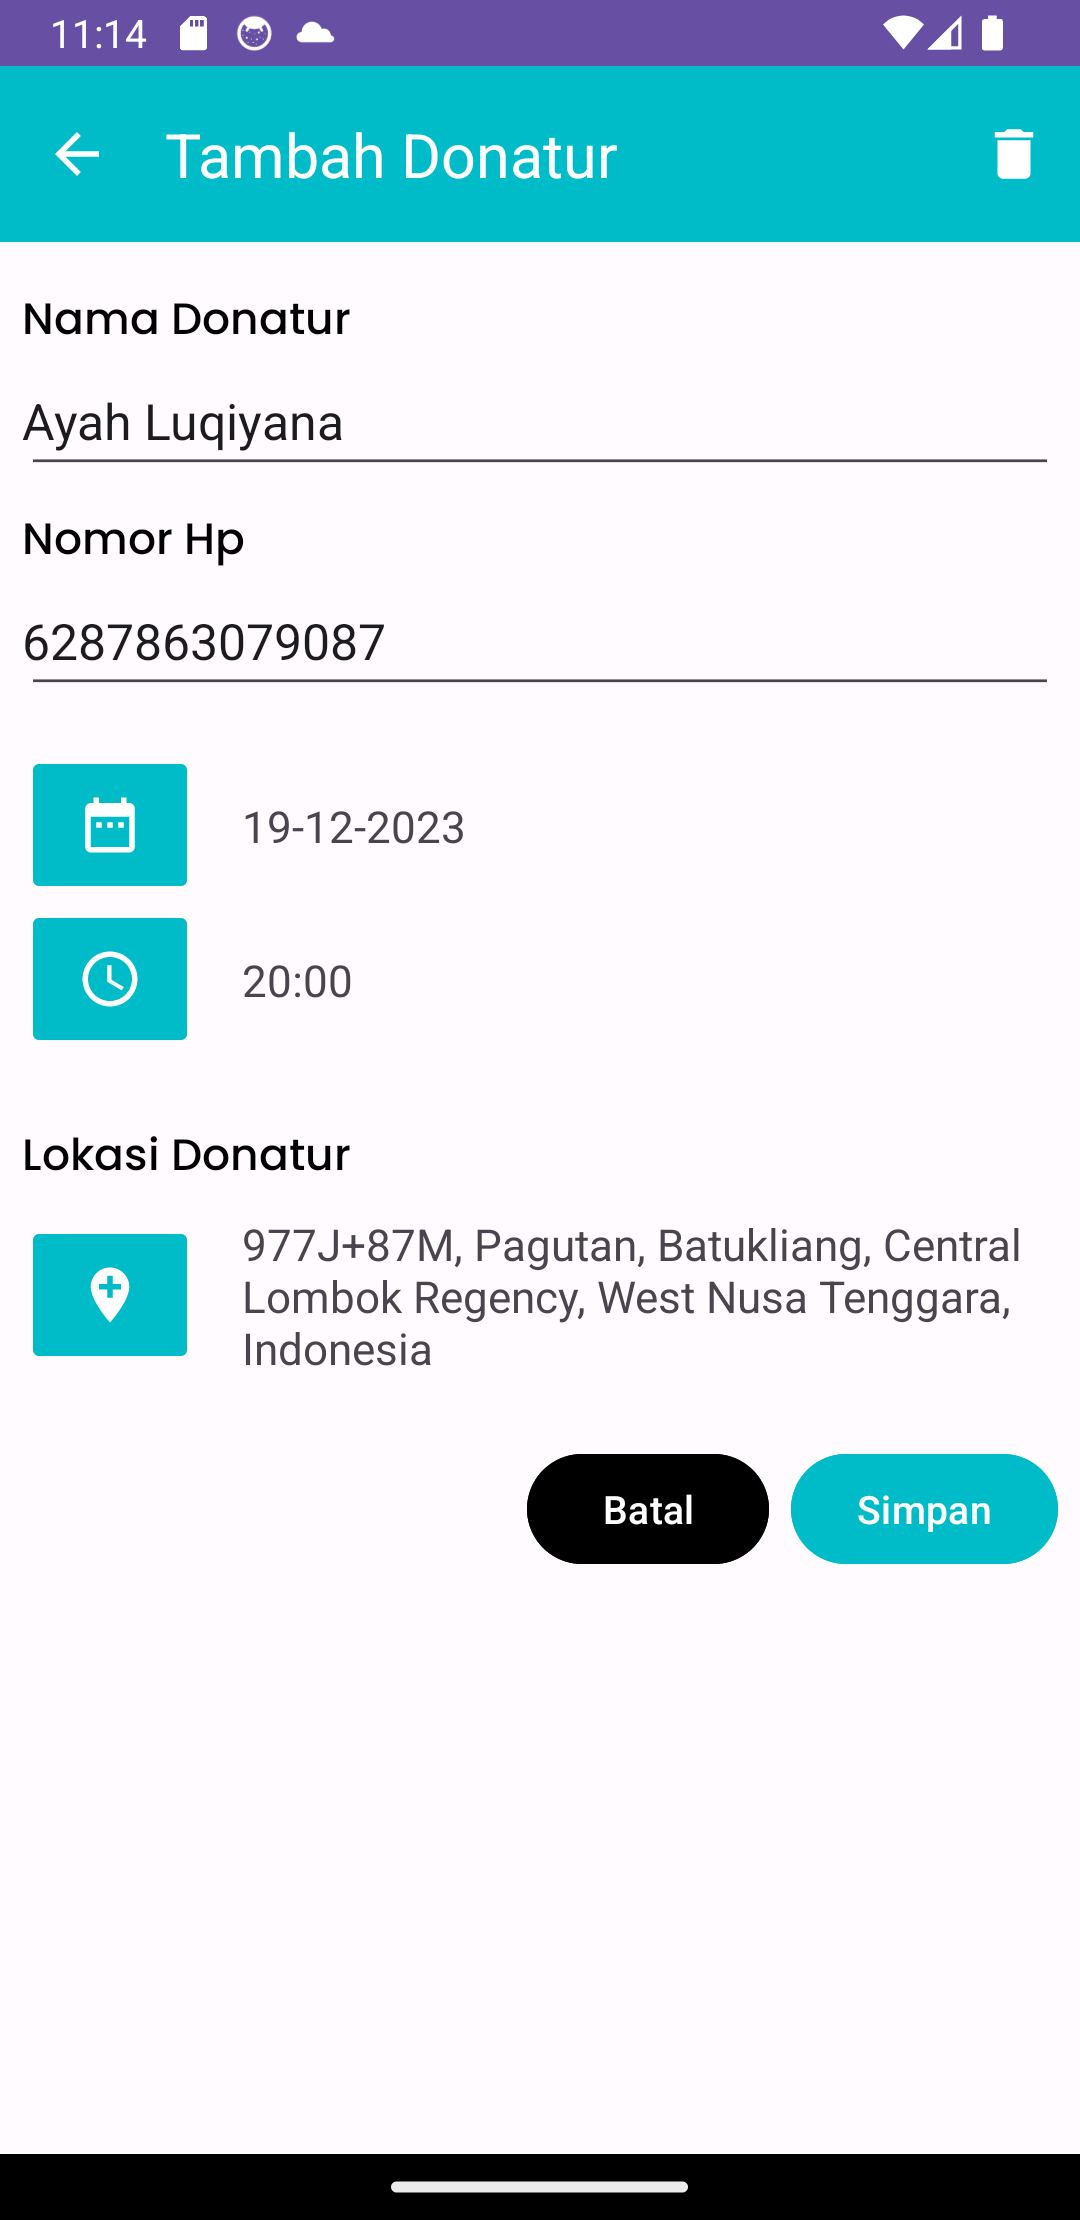 11:14
Tambah Donatur
Nama Donatur
Ayah Luqiyana
Nomor Hp
6287863079087
19-12-2023
20:00
Lokasi Donatur
977J+87M, Pagutan, Batukliang, Central
Lombok Regency, West Nusa Tenggara,
Indonesia
Batal
Simpan